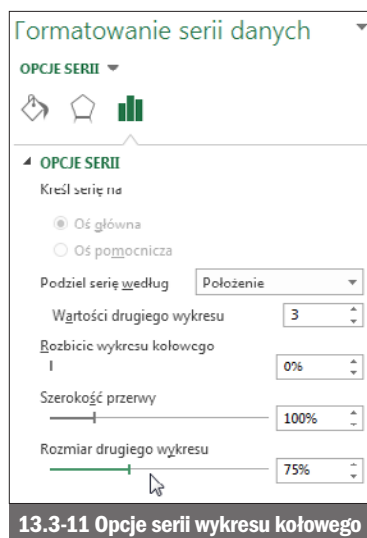 Formatowanie serii danych
OPCJE SERII
OPCJE SERII
Kreśl serię na
Oś główna
Oś pomocnicza
Podziel serię według Położenie
Wartości drugiego wykresu 3
Rozbicie wykresu kołowego
0%
Szerokość przerwy
100%
Rozmiar drugiego wykresu
75%
13.3-11 Opcje serii wykresu kołowego